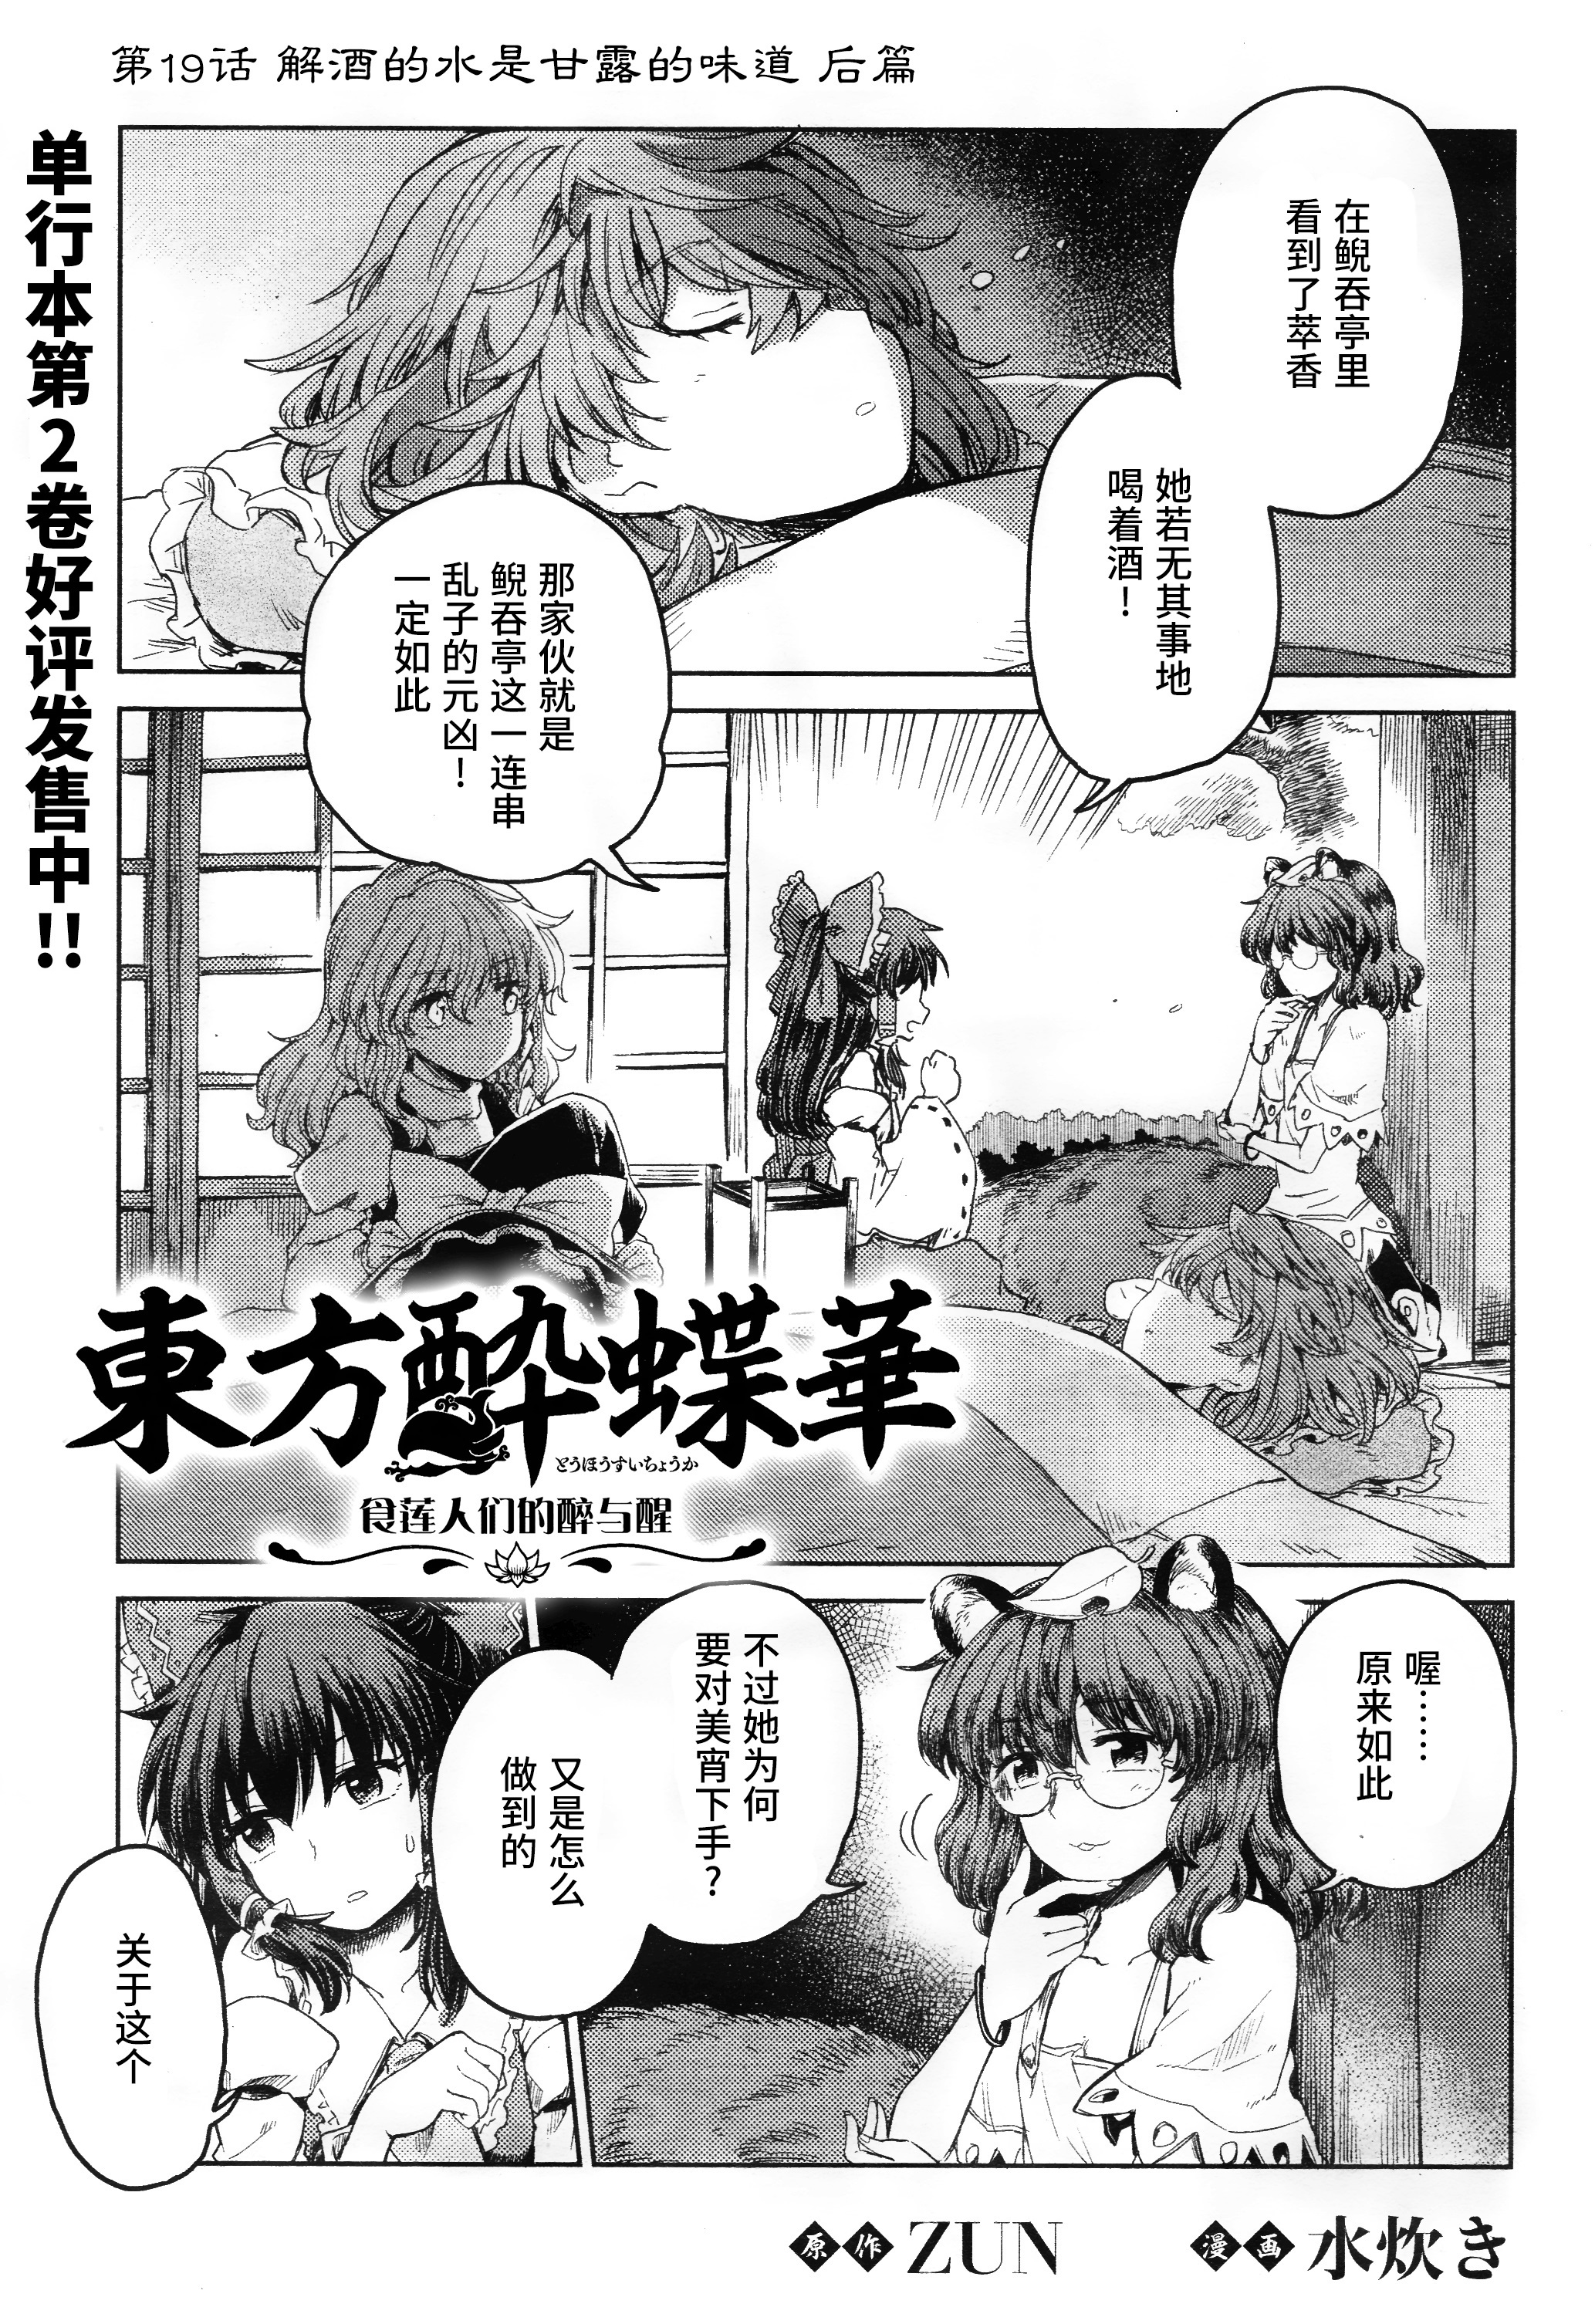 第19话 解酒的水是甘露的味道 后篇
单行本第2卷好评发售中!!
在鲵吞亭里
看到了萃香
她若无其事地
喝着酒！
那家伙就是
鲵吞亭这一连串
乱子的元凶！
一定如此
東方酔蝶華
とうほうすいちょうか
食莲人们的醉与醒
喔……
原来如此
不过她为何
要对美宵下手？
又是怎么
做到的
关于这个
原作 ZUN
漫画 水炊き